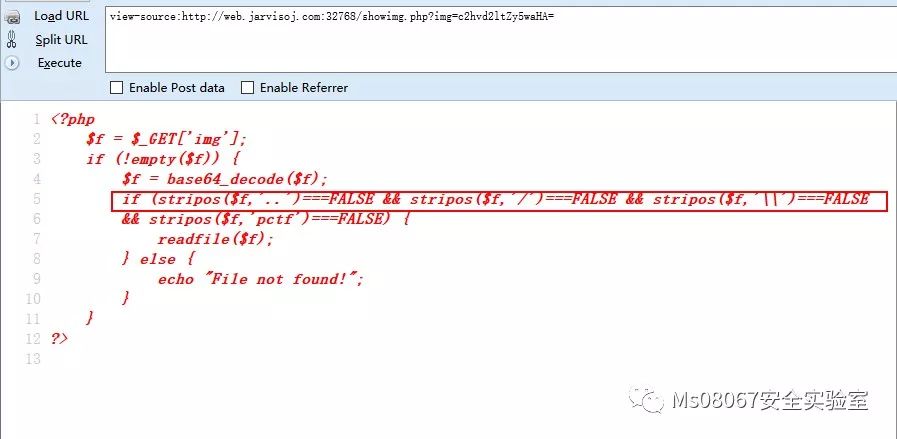 Load URL
view-source:http://web.jarvisoj.com:32768/showimg.php?img=c2hvd2ltZy5waHA=
Split URL
Execute
Enable Post data Enable Referrer
1 <?php
2 $f = $_GET['img'];
3 if (!empty($f)) {
4 $f = base64_decode($f);
5 if (stripos($f,'..')===FALSE && stripos($f,'/')===FALSE && stripos($f,'\\')===FALSE
6 && stripos($f,'pctf')===FALSE) {
7 readfile($f);
8 } else {
9 echo "File not found!";
10 }
11 }
12 ?>
13
Ms08067安全实验室